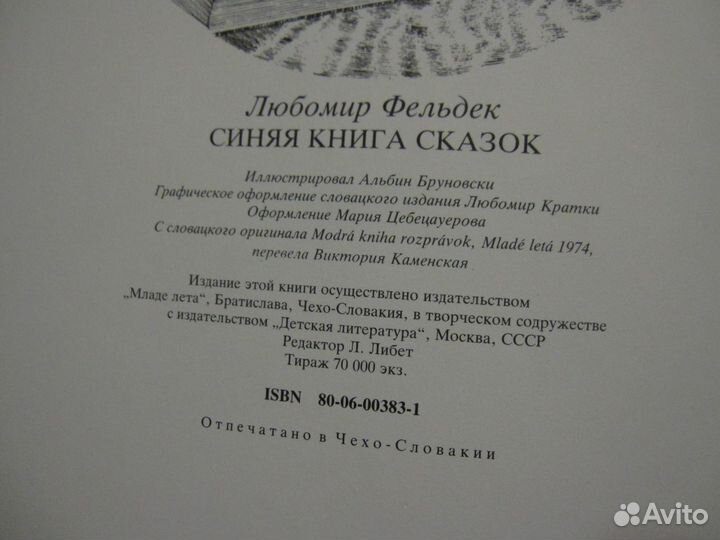 Любомир Фельдек
СИНЯЯ КНИГА СКАЗОК
Иллюстрировал Альбин Бруновски
Графическое оформление словацкого издания Любомир Кратки
Оформление Мария Цебецауерова
С словацкого оригинала Modrá kniha rozprávok, Mladé letá 1974,
перевела Виктория Каменская
Издание этой книги осуществлено издательством
„Младе лета“, Братислава, Чехо-Словакия, в творческом содружестве
с издательством „Детская литература“, Москва, СССР
Редактор Л. Либет
Тираж 70 000 экз.
ISBN 80-06-00383-1
Отпечатано в Чехо-Словакии
Avito